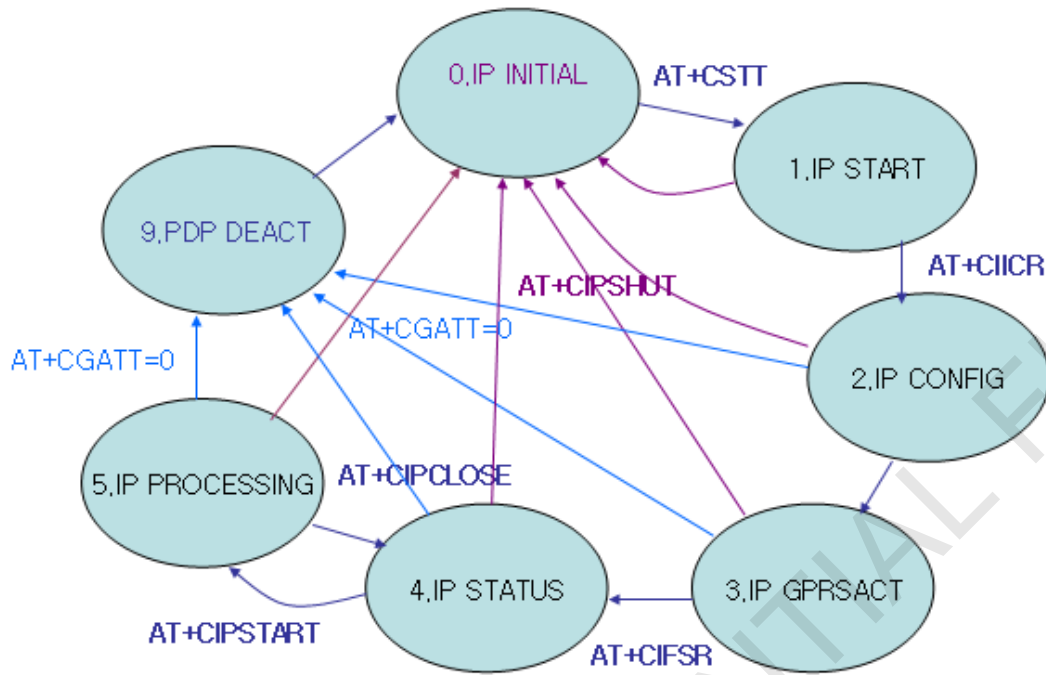 0,IP INITIAL
AT+CSTT
1,IP START
9,PDP DEACT
AT+CIICR
AT+CIPSHUT
AT+CGATT=0
AT+CGATT=0
2,IP CONFIG
5,IP PROCESSING
AT+CIPCLOSE
4,IP STATUS
3,IP GPRSACT
AT+CIPSTART
AT+CIFSR